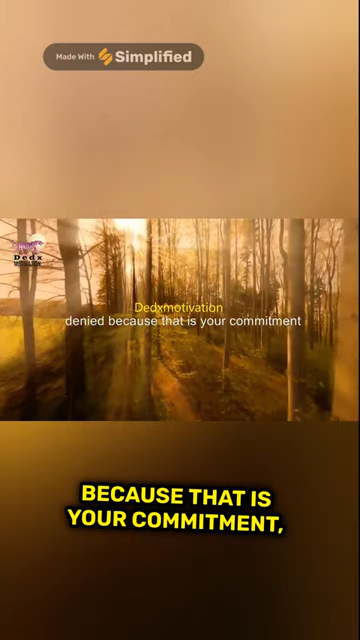 Made With Simplified
Dedx
Dedxmotivation
denied because that is your commitment
BECAUSE THAT IS
YOUR COMMITMENT,